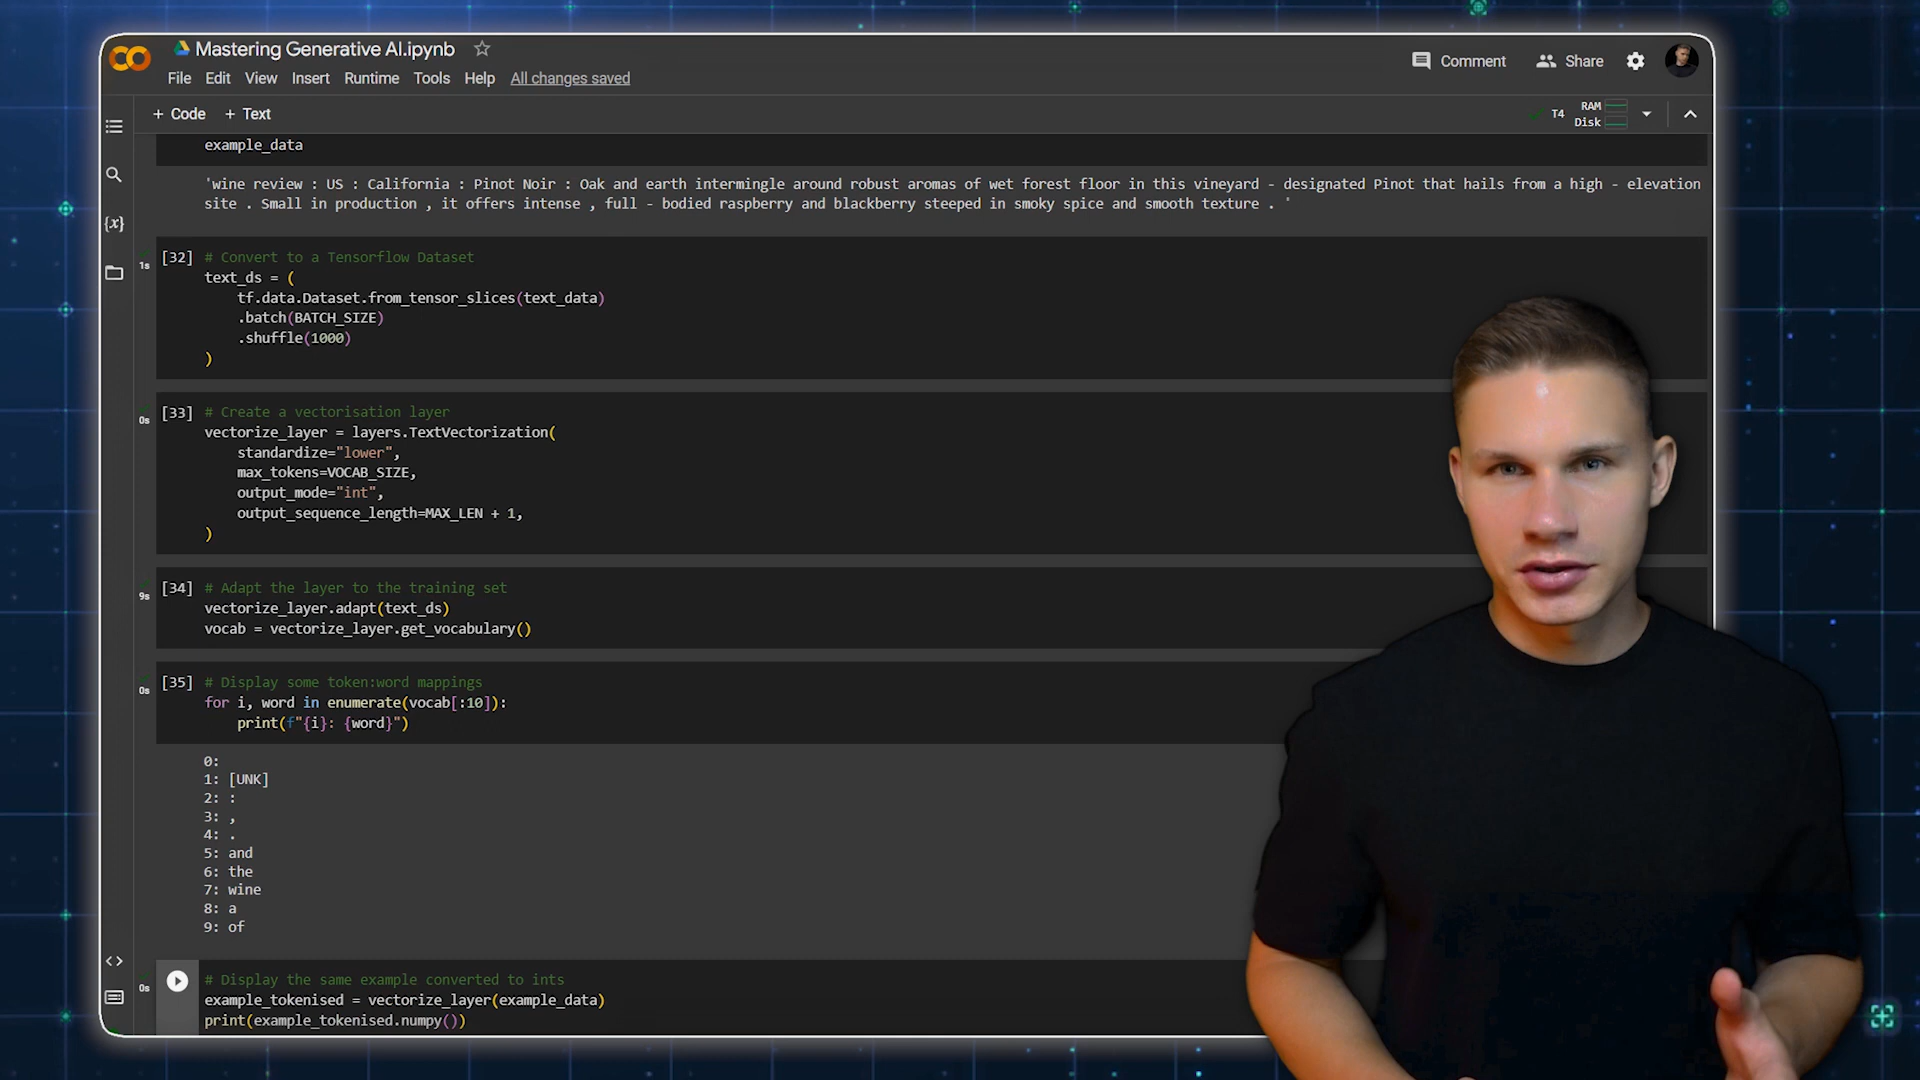 Mastering Generative AI.ipynb
File Edit View Insert Runtime Tools Help All changes saved
Comment Share
+ Code + Text
T4 RAM Disk
example_data
'wine review : US : California : Pinot Noir : Oak and earth intermingle around robust aromas of wet forest floor in this vineyard - designated Pinot that hails from a high - elevation
site . Small in production , it offers intense , full - bodied raspberry and blackberry steeped in smoky spice and smooth texture . '
1s [32] # Convert to a Tensorflow Dataset
text_ds = (
tf.data.Dataset.from_tensor_slices(text_data)
.batch(BATCH_SIZE)
.shuffle(1000)
)
0s [33] # Create a vectorisation layer
vectorize_layer = layers.TextVectorization(
standardize="lower",
max_tokens=VOCAB_SIZE,
output_mode="int",
output_sequence_length=MAX_LEN + 1,
)
9s [34] # Adapt the layer to the training set
vectorize_layer.adapt(text_ds)
vocab = vectorize_layer.get_vocabulary()
0s [35] # Display some token:word mappings
for i, word in enumerate(vocab[:10]):
print(f"{i}: {word}")
0:
1: [UNK]
2: :
3: ,
4: .
5: and
6: the
7: wine
8: a
9: of
0s # Display the same example converted to ints
example_tokenised = vectorize_layer(example_data)
print(example_tokenised.numpy())